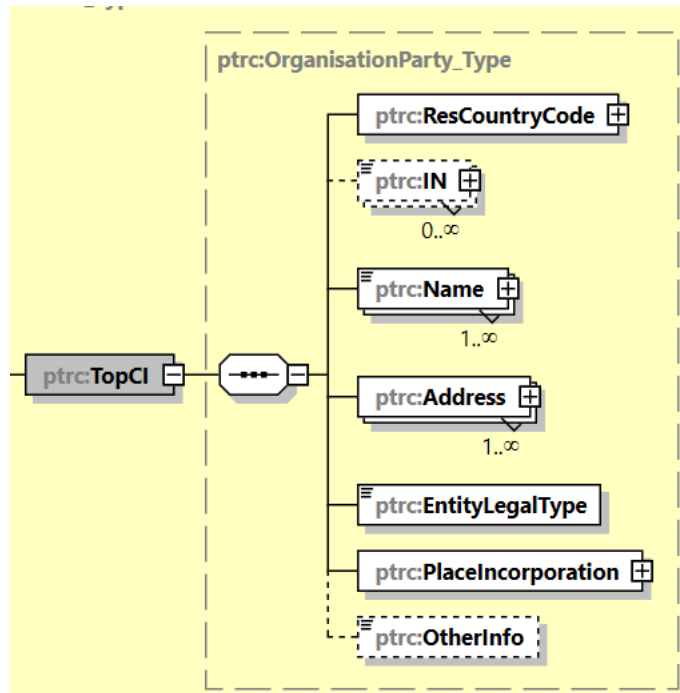 ptrc:OrganisationParty_Type
ptrc:ResCountryCode
ptrc:IN
0..∞
ptrc:Name
1..∞
ptrc:TopCI
ptrc:Address
1..∞
ptrc:EntityLegalType
ptrc:PlaceIncorporation
ptrc:OtherInfo